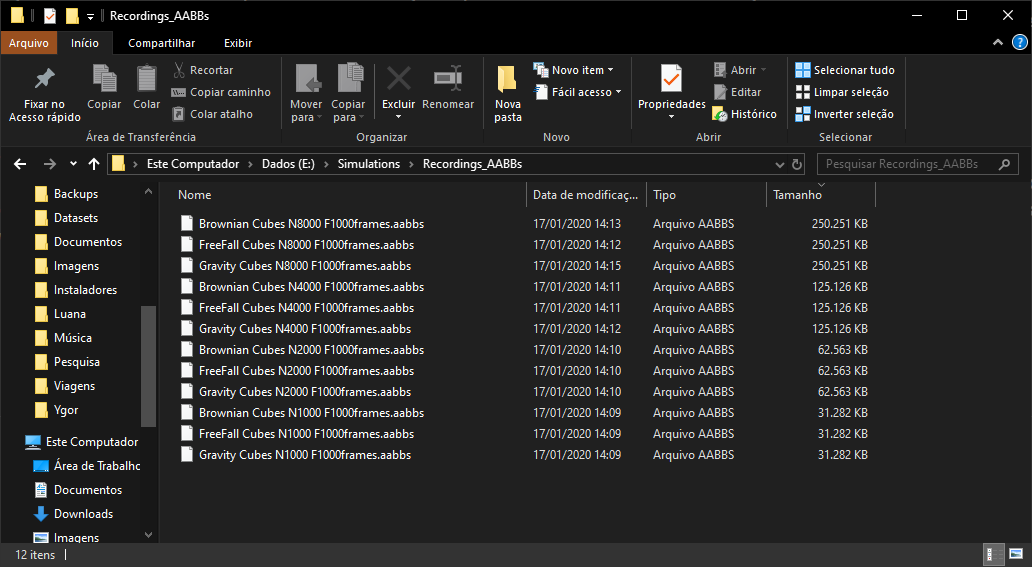 Recordings_AABBs
Arquivo Início Compartilhar Exibir
Fixar no Acesso rápido
Copiar
Colar
Recortar
Copiar caminho
Colar atalho
Área de Transferência
Mover para
Copiar para
Excluir
Renomear
Organizar
Nova pasta
Novo item
Fácil acesso
Novo
Propriedades
Abrir
Editar
Histórico
Abrir
Selecionar tudo
Limpar seleção
Inverter seleção
Selecionar
Este Computador > Dados (E:) > Simulations > Recordings_AABBs
Pesquisar Recordings_AABBs
Backups
Datasets
Documentos
Imagens
Instaladores
Luana
Música
Pesquisa
Viagens
Ygor
Este Computador
Área de Trabalho
Documentos
Downloads
Imagens
Nome Data de modificaç... Tipo Tamanho
Brownian Cubes N8000 F1000frames.aabbs 17/01/2020 14:13 Arquivo AABBS 250.251 KB
FreeFall Cubes N8000 F1000frames.aabbs 17/01/2020 14:12 Arquivo AABBS 250.251 KB
Gravity Cubes N8000 F1000frames.aabbs 17/01/2020 14:15 Arquivo AABBS 250.251 KB
Brownian Cubes N4000 F1000frames.aabbs 17/01/2020 14:11 Arquivo AABBS 125.126 KB
FreeFall Cubes N4000 F1000frames.aabbs 17/01/2020 14:11 Arquivo AABBS 125.126 KB
Gravity Cubes N4000 F1000frames.aabbs 17/01/2020 14:12 Arquivo AABBS 125.126 KB
Brownian Cubes N2000 F1000frames.aabbs 17/01/2020 14:10 Arquivo AABBS 62.563 KB
FreeFall Cubes N2000 F1000frames.aabbs 17/01/2020 14:10 Arquivo AABBS 62.563 KB
Gravity Cubes N2000 F1000frames.aabbs 17/01/2020 14:10 Arquivo AABBS 62.563 KB
Brownian Cubes N1000 F1000frames.aabbs 17/01/2020 14:09 Arquivo AABBS 31.282 KB
FreeFall Cubes N1000 F1000frames.aabbs 17/01/2020 14:09 Arquivo AABBS 31.282 KB
Gravity Cubes N1000 F1000frames.aabbs 17/01/2020 14:09 Arquivo AABBS 31.282 KB
12 itens